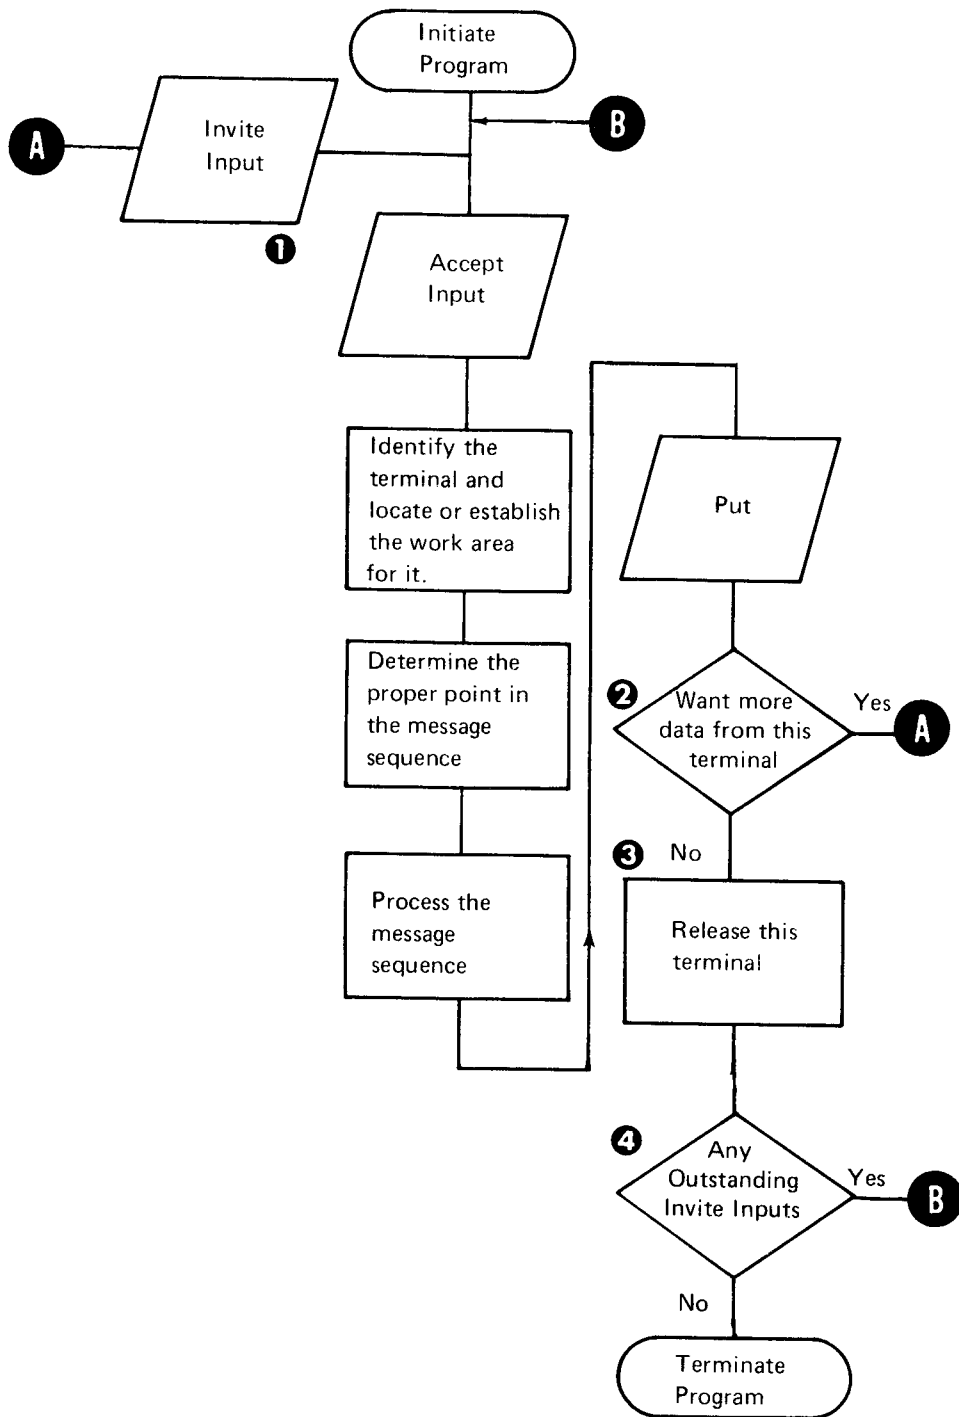 Initiate
Program
B
A
Invite
Input
1
Accept
Input
Identify the
terminal and
locate or establish
the work area
for it.
Determine the
proper point in
the message
sequence
Process the
message
sequence
Put
2
Want more
data from this
terminal
Yes
A
3
No
Release this
terminal
4
Any
Outstanding
Invite Inputs
Yes
B
No
Terminate
Program